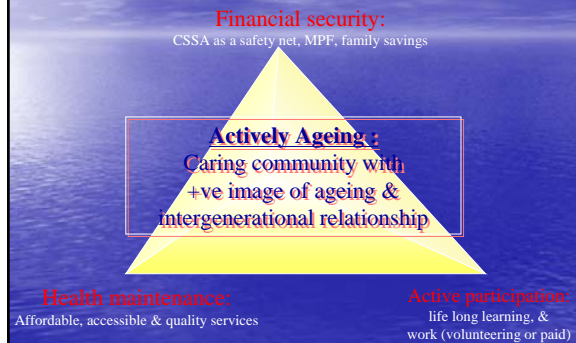 Financial security:
CSSA as a safety net, MPF, family savings
Actively Ageing :
Caring community with
+ve image of ageing &
intergenerational relationship
Health maintenance:
Affordable, accessible & quality services
Active participation:
life long learning, &
work (volunteering or paid)